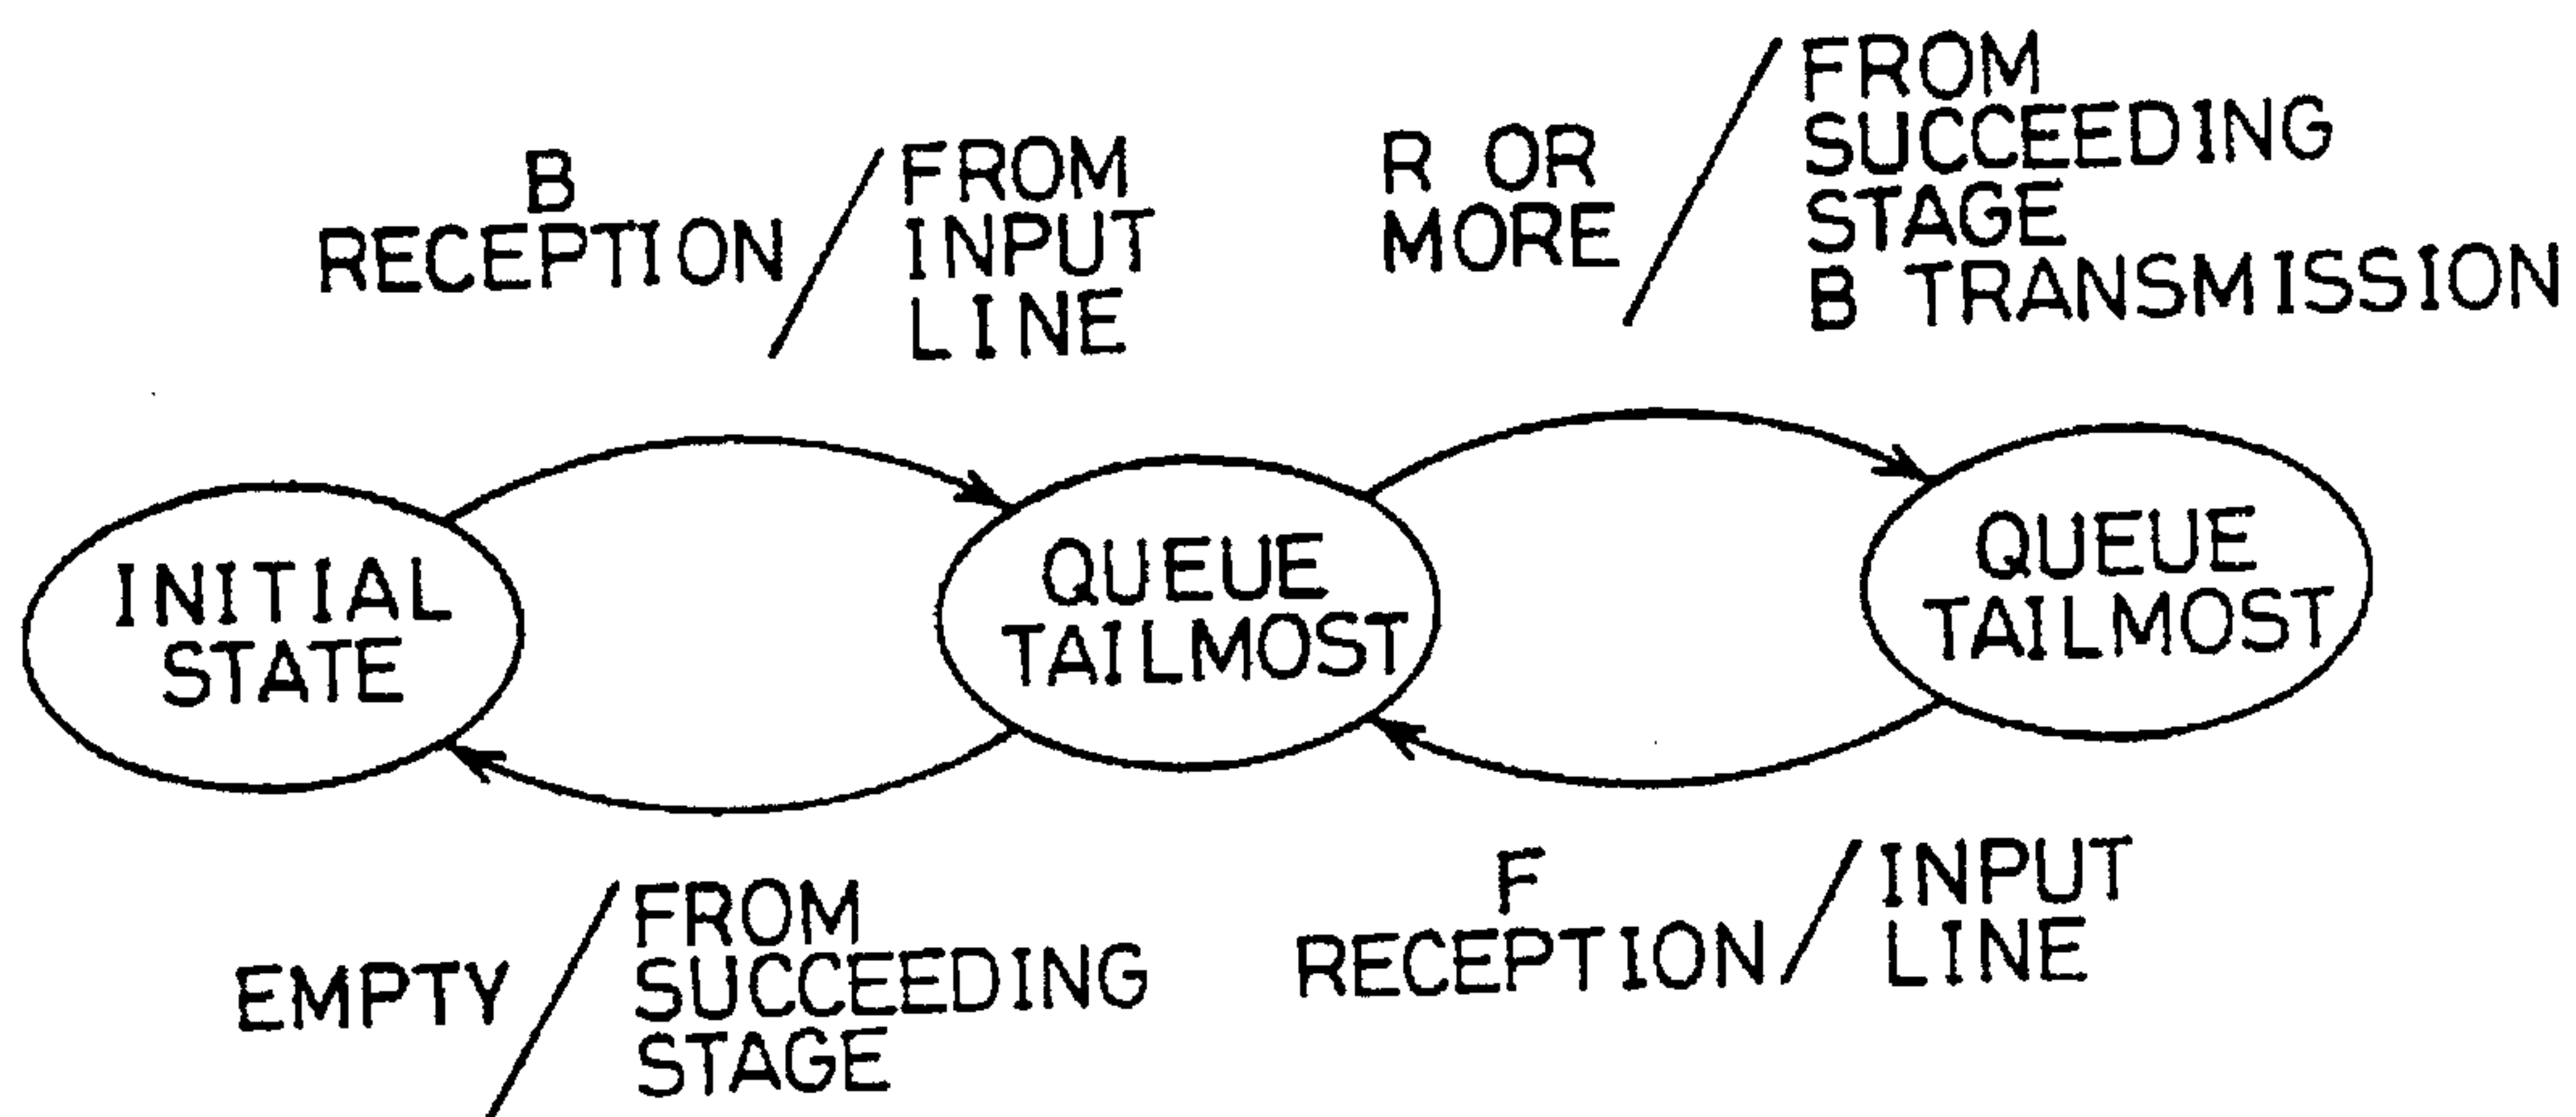 B
RECEPTION
/
FROM
INPUT
LINE
R OR
MORE
/
FROM
SUCCEEDING
STAGE
B TRANSMISSION
INITIAL
STATE
QUEUE
TAILMOST
QUEUE
TAILMOST
EMPTY
/
FROM
SUCCEEDING
STAGE
F
RECEPTION
/
INPUT
LINE